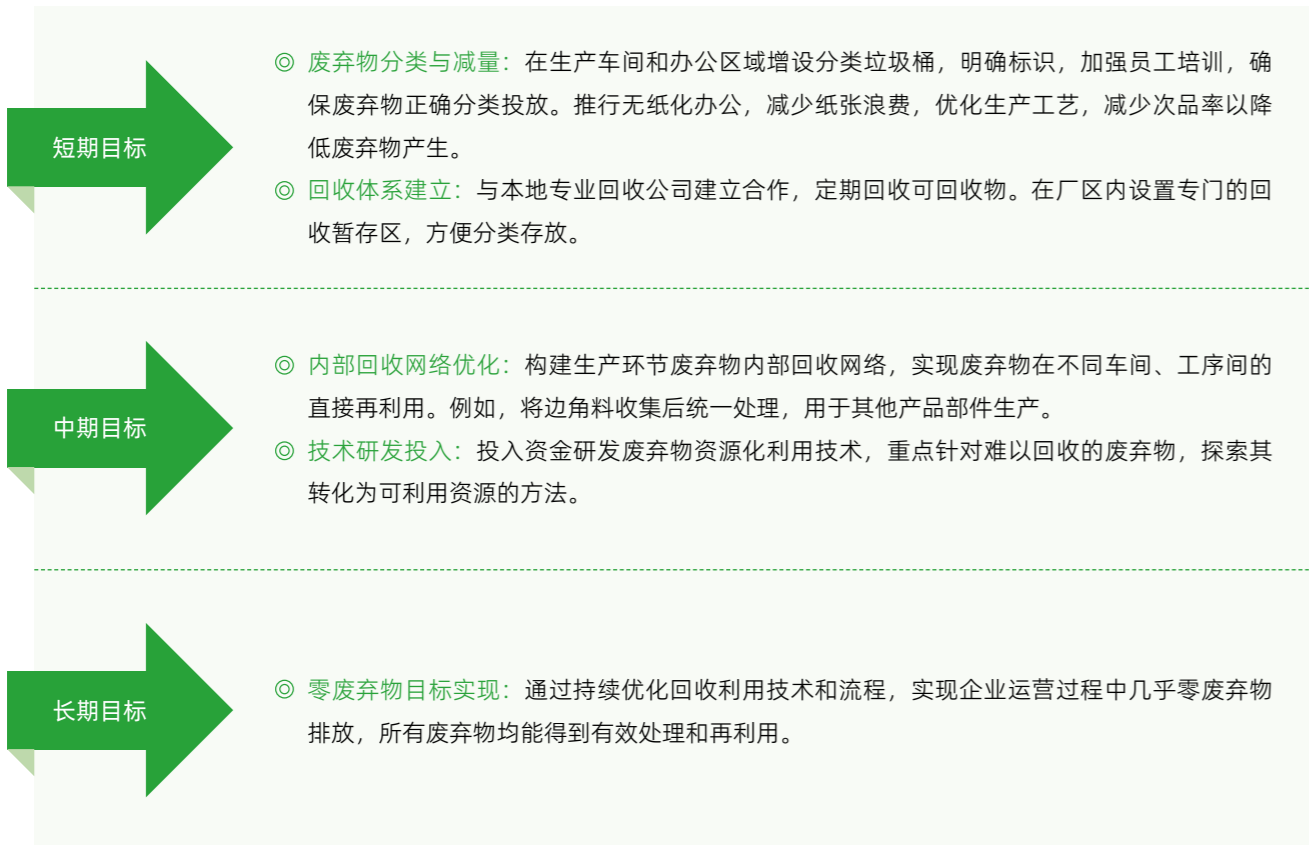 短期目标
◎ 废弃物分类与减量：在生产车间和办公区域增设分类垃圾桶，明确标识，加强员工培训，确
保废弃物正确分类投放。推行无纸化办公，减少纸张浪费，优化生产工艺，减少次品率以降
低废弃物产生。
◎ 回收体系建立：与本地专业回收公司建立合作，定期回收可回收物。在厂区内设置专门的回
收暂存区，方便分类存放。
中期目标
◎ 内部回收网络优化：构建生产环节废弃物内部回收网络，实现废弃物在不同车间、工序间的
直接再利用。例如，将边角料收集后统一处理，用于其他产品部件生产。
◎ 技术研发投入：投入资金研发废弃物资源化利用技术，重点针对难以回收的废弃物，探索其
转化为可利用资源的方法。
长期目标
◎ 零废弃物目标实现：通过持续优化回收利用技术和流程，实现企业运营过程中几乎零废弃物
排放，所有废弃物均能得到有效处理和再利用。